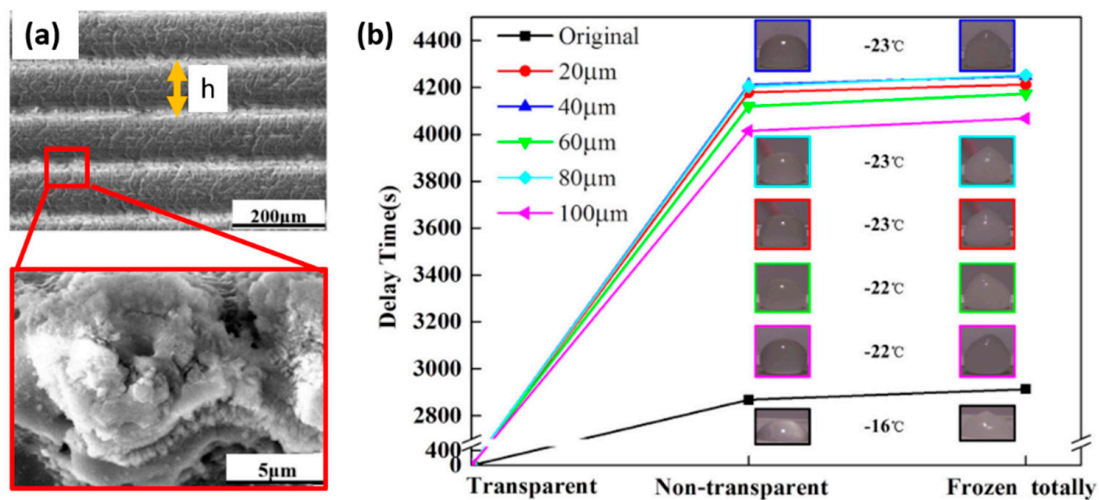 (a)
h
200μm
5μm
(b)
Delay Time(s)
4400
4200
4000
3800
3600
3400
3200
3000
2800
400
0
Original
20μm
40μm
60μm
80μm
100μm
-23℃
-23℃
-23℃
-22℃
-22℃
-16℃
Transparent Non-transparent Frozen totally